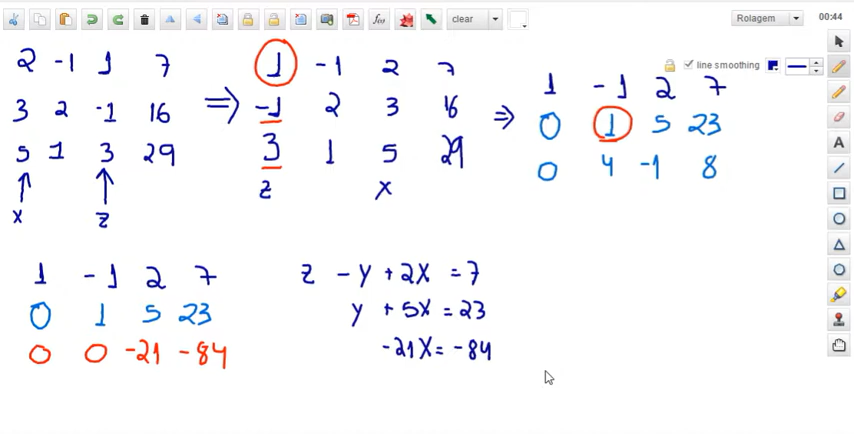 clear
Rolagem
00:44
line smoothing
2 -1 1 7
3 2 -1 16
5 1 3 29
x z
⇒
1 -1 2 7
-1 2 3 16
3 1 5 29
z x
⇒
1 -1 2 7
0 1 5 23
0 4 -1 8
1 -1 2 7
0 1 5 23
0 0 -21 -84
z - y + 2x = 7
y + 5x = 23
-21x = -84